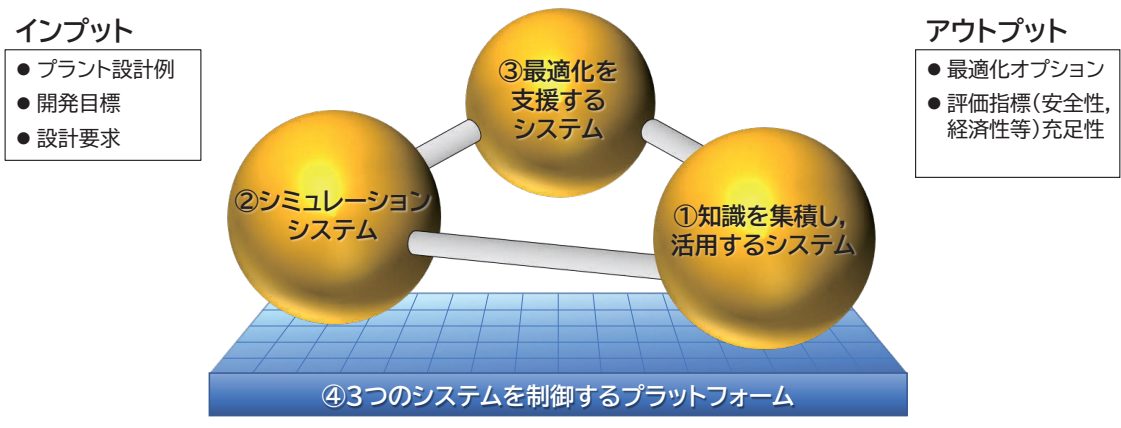 インプット
● プラント設計例
● 開発目標
● 設計要求
③最適化を
支援する
システム
②シミュレーション
システム
①知識を集積し,
活用するシステム
④3つのシステムを制御するプラットフォーム
アウトプット
● 最適化オプション
● 評価指標(安全性,
経済性等)充足性